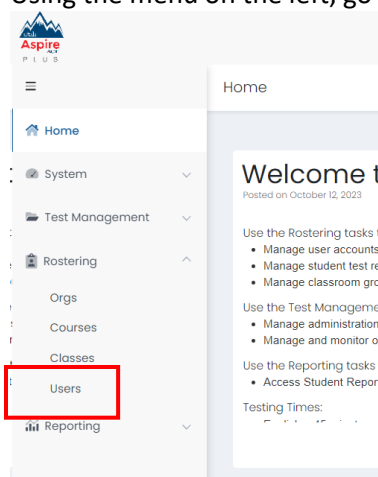 Using the menu on the left, go
Utah
Aspire
ACT
PLUS
Home
Home
System
Test Management
Rostering
Orgs
Courses
Classes
Users
Reporting
Welcome t
Posted on October 12, 2023
Use the Rostering tasks
Manage user accounts
Manage student test re
Manage classroom gro
Use the Test Manageme
Manage administration
Manage and monitor o
Use the Reporting tasks
Access Student Repor
Testing Times: